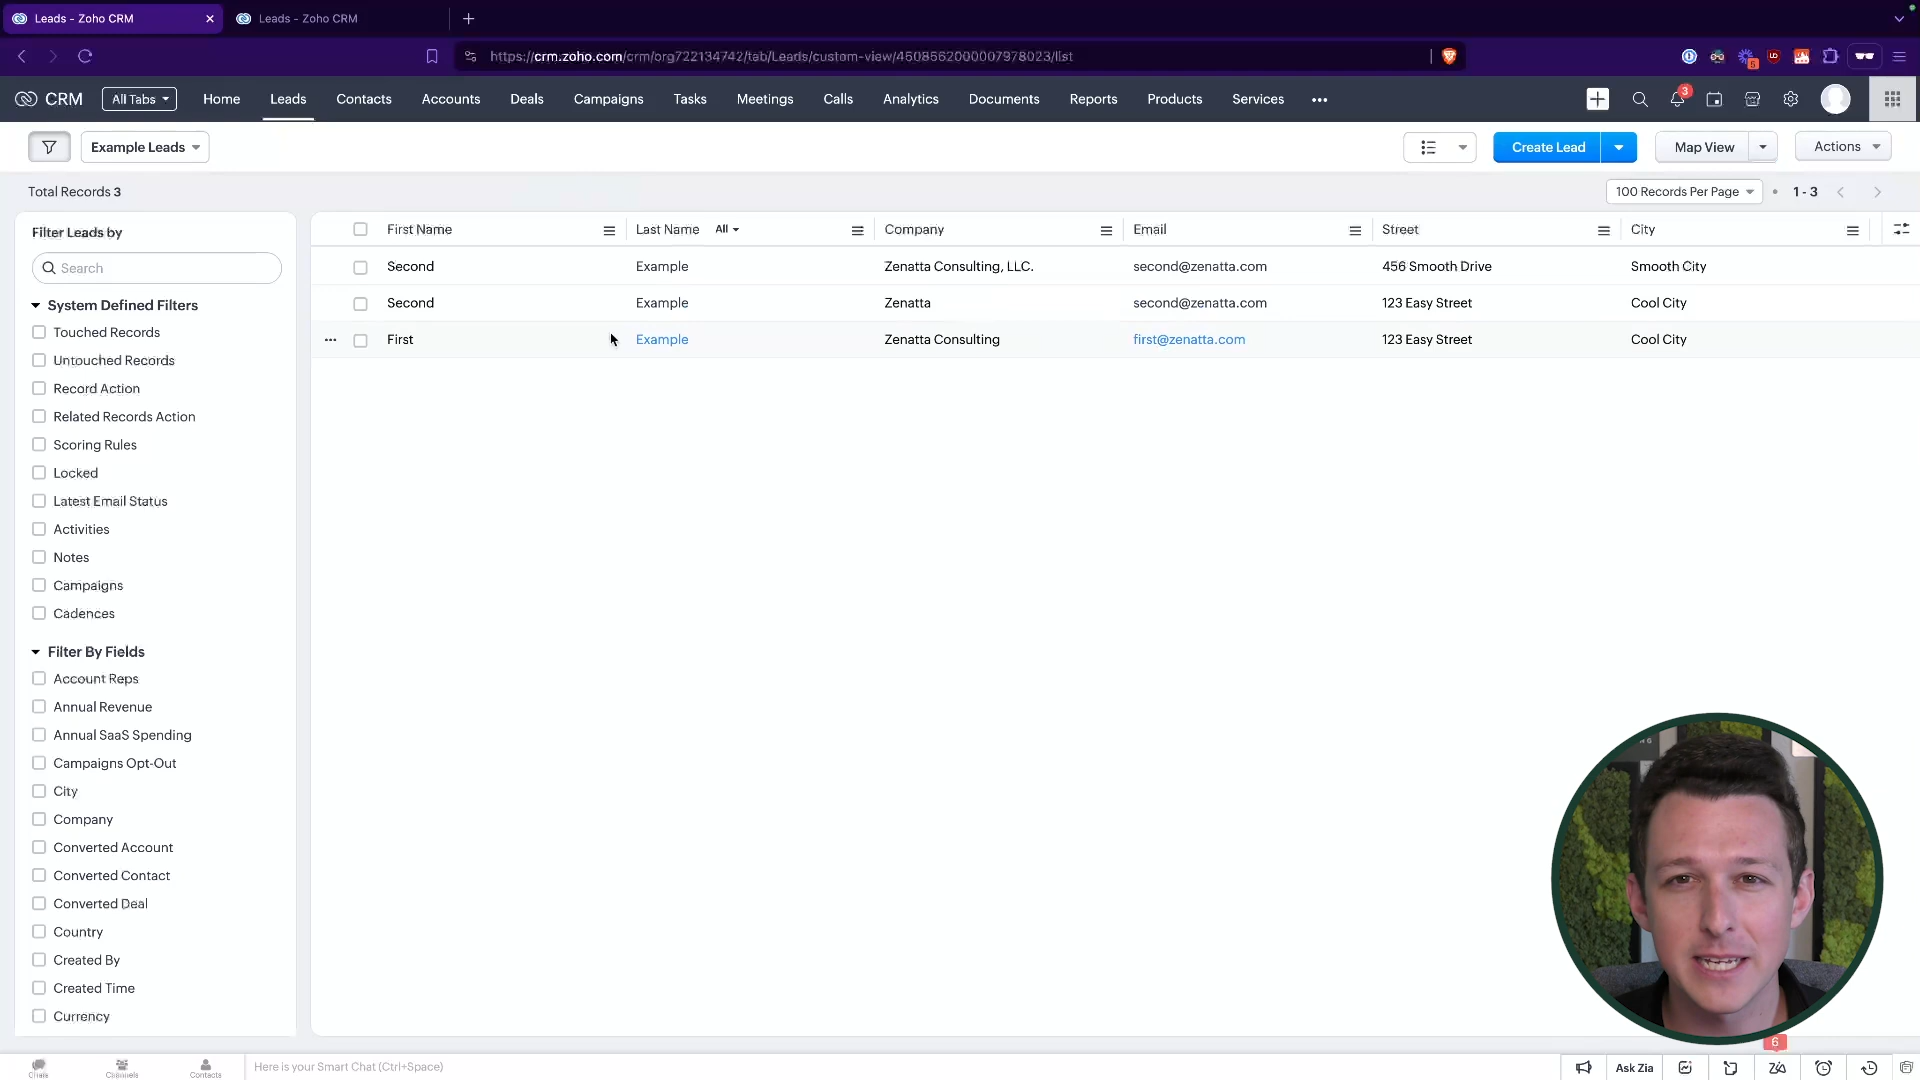 Leads - Zoho CRM
Leads - Zoho CRM
https://crm.zoho.com/crm/org722134742/tab/Leads/custom-view/4508562000007978023/list
5
CRM
All Tabs
Home
Leads
Contacts
Accounts
Deals
Campaigns
Tasks
Meetings
Calls
Analytics
Documents
Reports
Products
Services
3
Example Leads
Create Lead
Map View
Actions
Total Records 3
100 Records Per Page
1 - 3
Filter Leads by
Search
System Defined Filters
Touched Records
Untouched Records
Record Action
Related Records Action
Scoring Rules
Locked
Latest Email Status
Activities
Notes
Campaigns
Cadences
Filter By Fields
Account Reps
Annual Revenue
Annual SaaS Spending
Campaigns Opt-Out
City
Company
Converted Account
Converted Contact
Converted Deal
Country
Created By
Created Time
Currency
First Name Last Name All Company Email Street City
Second Example Zenatta Consulting, LLC. second@zenatta.com 456 Smooth Drive Smooth City
Second Example Zenatta second@zenatta.com 123 Easy Street Cool City
First Example Zenatta Consulting first@zenatta.com 123 Easy Street Cool City
Chats
Channels
Contacts
Here is your Smart Chat (Ctrl+Space)
Ask Zia
6